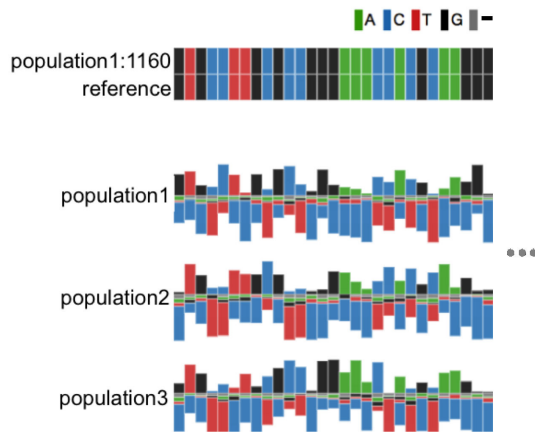 A C T G -
population1:1160
reference
population1
...
population2
population3